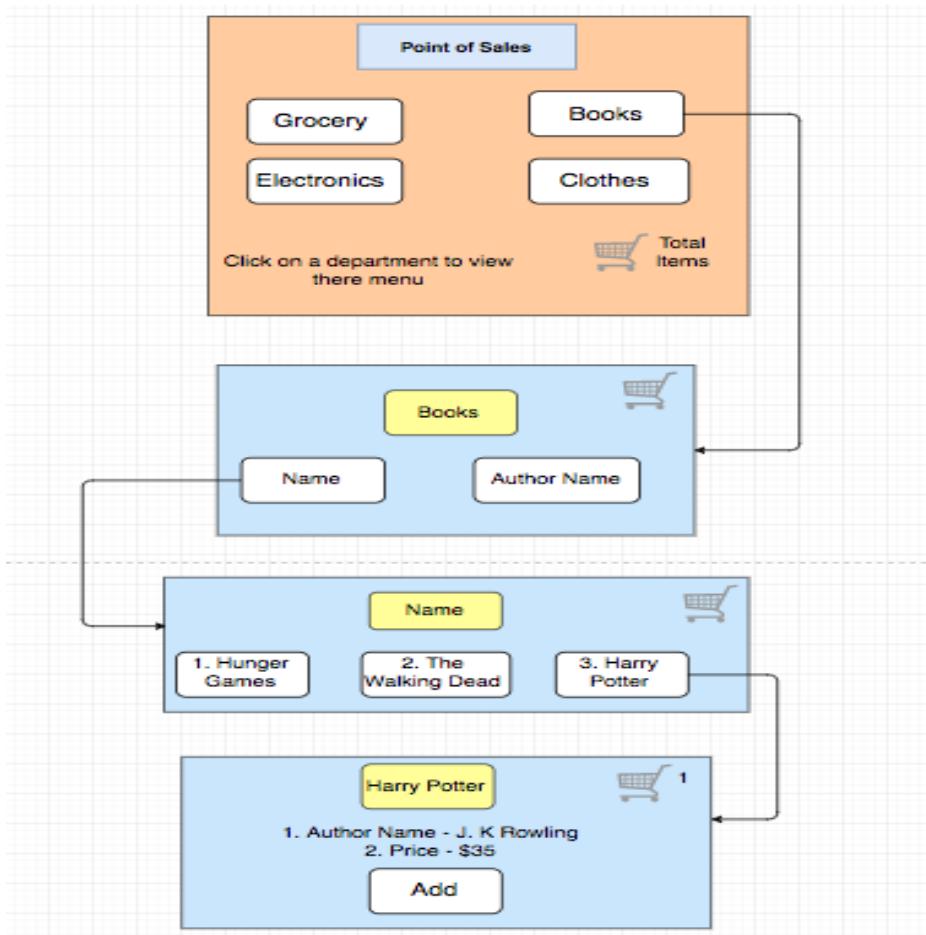 Point of Sales
Grocery
Books
Electronics
Clothes
Total
Items
Click on a department to view
there menu
Books
Name
Author Name
Name
1. Hunger
Games
2. The
Walking Dead
3. Harry
Potter
Harry Potter
1
1. Author Name - J. K Rowling
2. Price - $35
Add